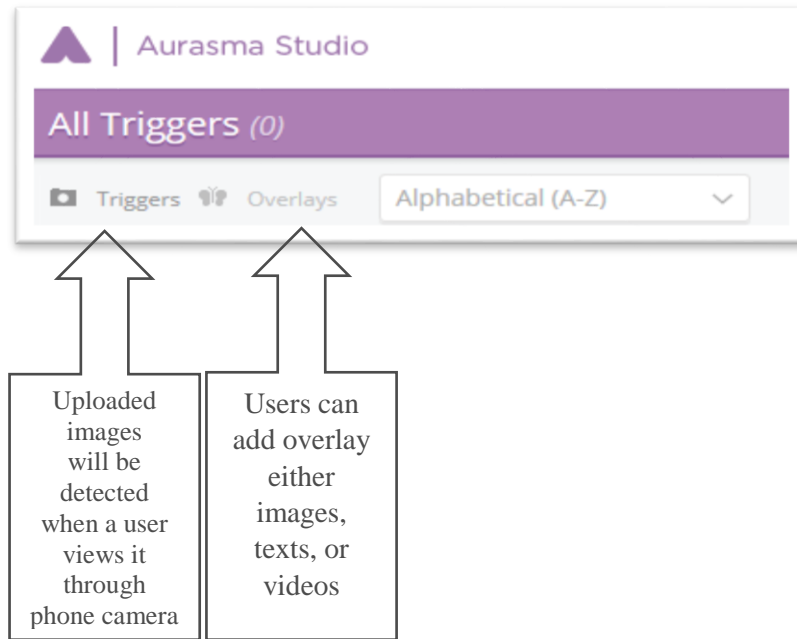 Aurasma Studio
All Triggers (0)
Triggers Overlays Alphabetical (A-Z)
Uploaded
images
will be
detected
when a user
views it
through
phone camera
Users can
add overlay
either
images,
texts, or
videos